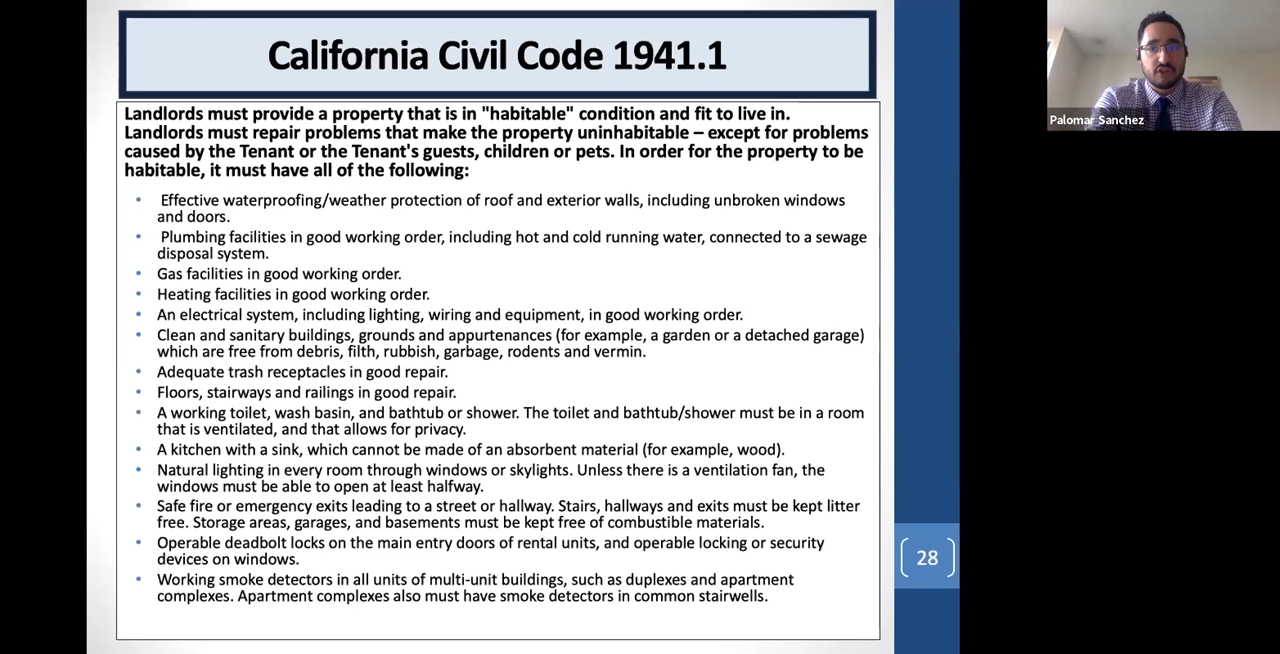 California Civil Code 1941.1
Landlords must provide a property that is in "habitable" condition and fit to live in.
Landlords must repair problems that make the property uninhabitable – except for problems
caused by the Tenant or the Tenant's guests, children or pets. In order for the property to be
habitable, it must have all of the following:
• Effective waterproofing/weather protection of roof and exterior walls, including unbroken windows
and doors.
• Plumbing facilities in good working order, including hot and cold running water, connected to a sewage
disposal system.
• Gas facilities in good working order.
• Heating facilities in good working order.
• An electrical system, including lighting, wiring and equipment, in good working order.
• Clean and sanitary buildings, grounds and appurtenances (for example, a garden or a detached garage)
which are free from debris, filth, rubbish, garbage, rodents and vermin.
• Adequate trash receptacles in good repair.
• Floors, stairways and railings in good repair.
• A working toilet, wash basin, and bathtub or shower. The toilet and bathtub/shower must be in a room
that is ventilated, and that allows for privacy.
• A kitchen with a sink, which cannot be made of an absorbent material (for example, wood).
• Natural lighting in every room through windows or skylights. Unless there is a ventilation fan, the
windows must be able to open at least halfway.
• Safe fire or emergency exits leading to a street or hallway. Stairs, hallways and exits must be kept litter
free. Storage areas, garages, and basements must be kept free of combustible materials.
• Operable deadbolt locks on the main entry doors of rental units, and operable locking or security
devices on windows.
• Working smoke detectors in all units of multi-unit buildings, such as duplexes and apartment
complexes. Apartment complexes also must have smoke detectors in common stairwells.
28
Palomar Sanchez